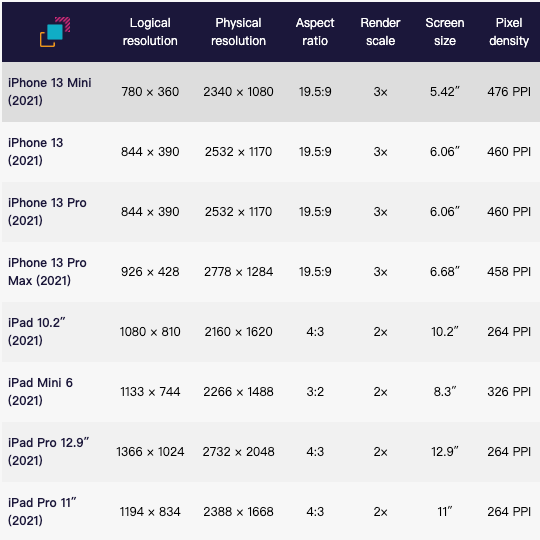 Logical resolution Physical resolution Aspect ratio Render scale Screen size Pixel density
iPhone 13 Mini (2021) 780 × 360 2340 × 1080 19.5:9 3× 5.42″ 476 PPI
iPhone 13 (2021) 844 × 390 2532 × 1170 19.5:9 3× 6.06″ 460 PPI
iPhone 13 Pro (2021) 844 × 390 2532 × 1170 19.5:9 3× 6.06″ 460 PPI
iPhone 13 Pro Max (2021) 926 × 428 2778 × 1284 19.5:9 3× 6.68″ 458 PPI
iPad 10.2″ (2021) 1080 × 810 2160 × 1620 4:3 2× 10.2″ 264 PPI
iPad Mini 6 (2021) 1133 × 744 2266 × 1488 3:2 2× 8.3″ 326 PPI
iPad Pro 12.9″ (2021) 1366 × 1024 2732 × 2048 4:3 2× 12.9″ 264 PPI
iPad Pro 11″ (2021) 1194 × 834 2388 × 1668 4:3 2× 11″ 264 PPI